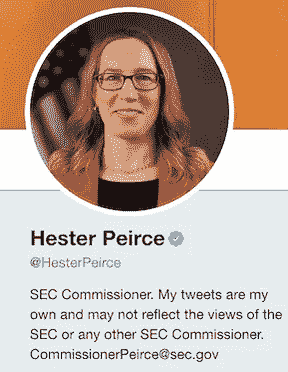 Hester Peirce
@HesterPeirce
SEC Commissioner. My tweets are my
own and may not reflect the views of the
SEC or any other SEC Commissioner.
CommissionerPeirce@sec.gov